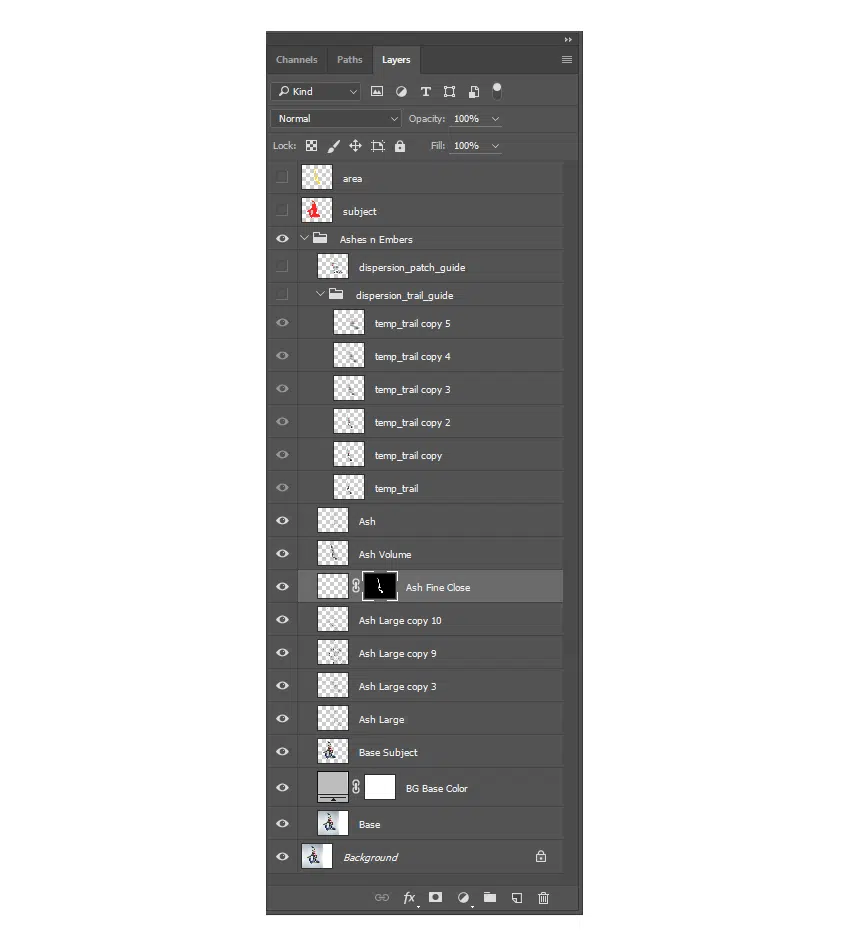 Channels Paths Layers
Kind
Normal Opacity: 100%
Lock: Fill: 100%
area
subject
Ashes n Embers
dispersion_patch_guide
dispersion_trail_guide
temp_trail copy 5
temp_trail copy 4
temp_trail copy 3
temp_trail copy 2
temp_trail copy
temp_trail
Ash
Ash Volume
Ash Fine Close
Ash Large copy 10
Ash Large copy 9
Ash Large copy 3
Ash Large
Base Subject
BG Base Color
Base
Background
fx